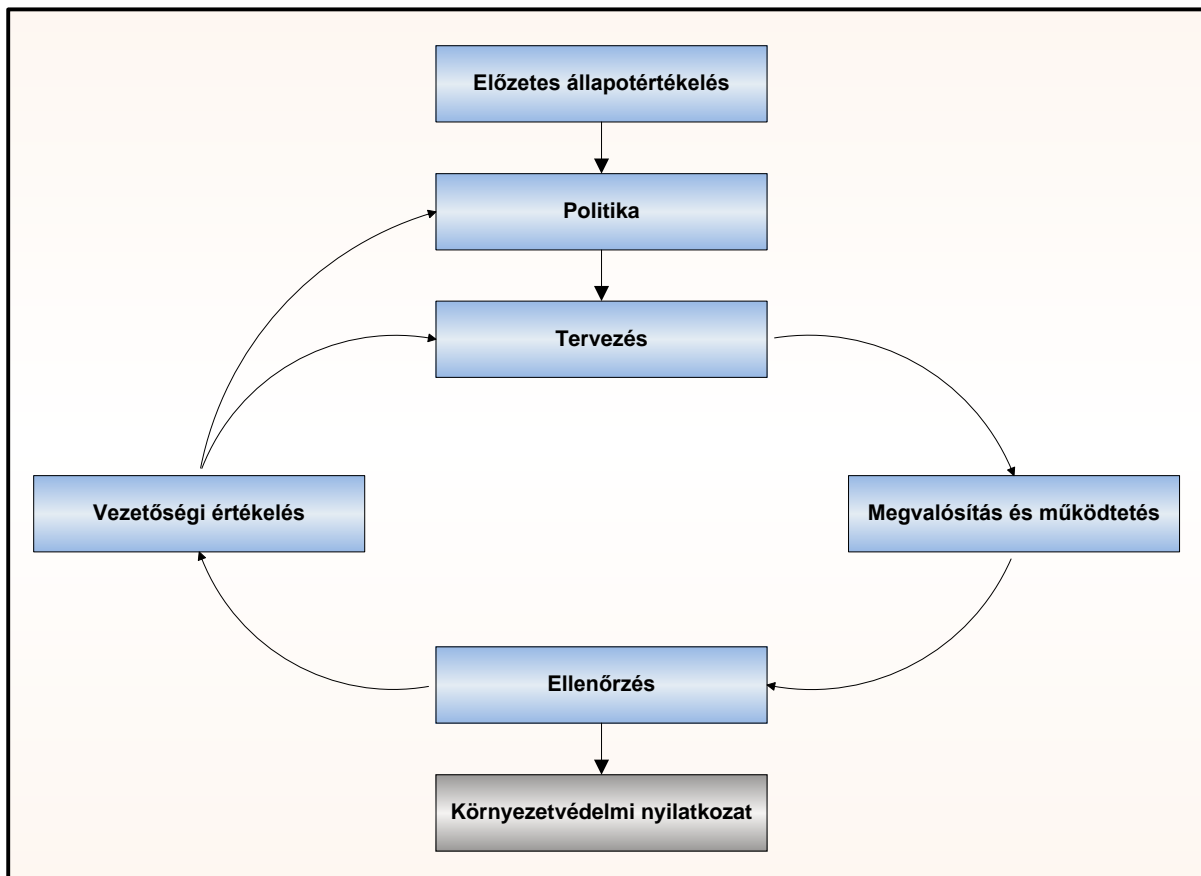 Előzetes állapotértékelés
Politika
Tervezés
Vezetőségi értékelés
Megvalósítás és működtetés
Ellenőrzés
Környezetvédelmi nyilatkozat